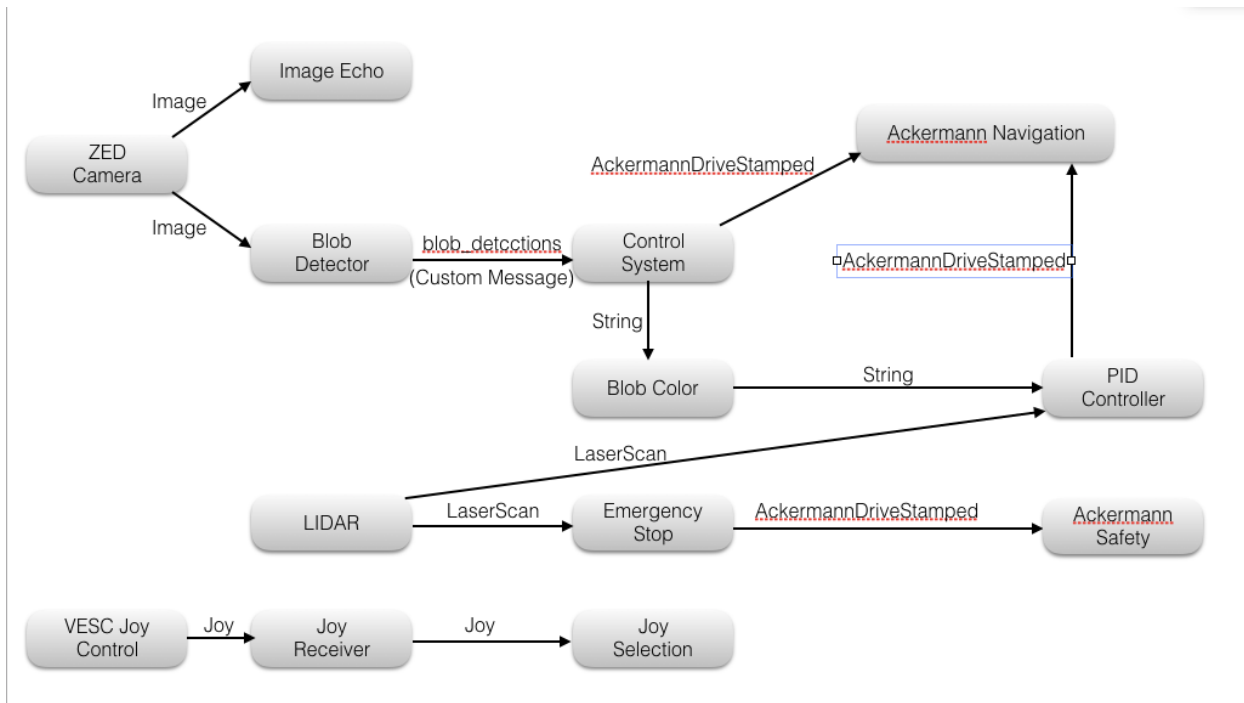 Image Echo
Image
ZED
Camera
Ackermann Navigation
AckermannDriveStamped
Image
Blob
Detector
blob_detcctions
(Custom Message)
Control
System
AckermannDriveStamped
String
Blob Color
String
PID
Controller
LaserScan
LIDAR
LaserScan
Emergency
Stop
AckermannDriveStamped
Ackermann
Safety
VESC Joy
Control
Joy
Joy
Receiver
Joy
Joy
Selection